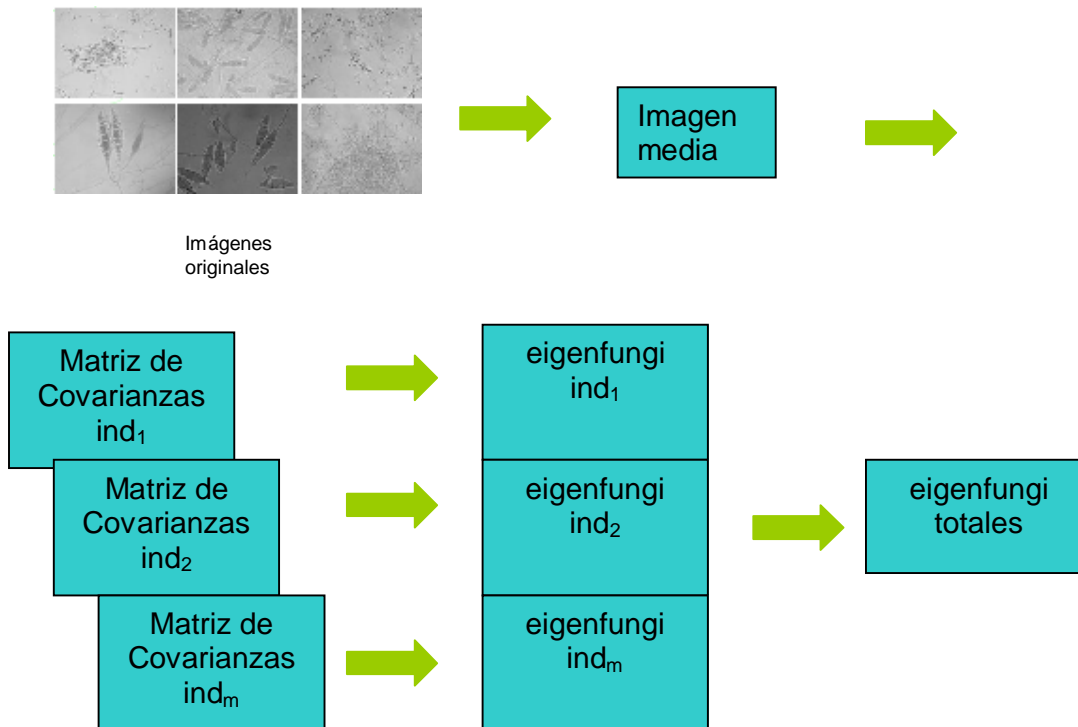 Imagen
media
Imágenes
originales
Matriz de
Covarianzas
ind₁
eigenfungi
ind₁
Matriz de
Covarianzas
ind₂
eigenfungi
ind₂
eigenfungi
totales
Matriz de
Covarianzas
indₘ
eigenfungi
indₘ